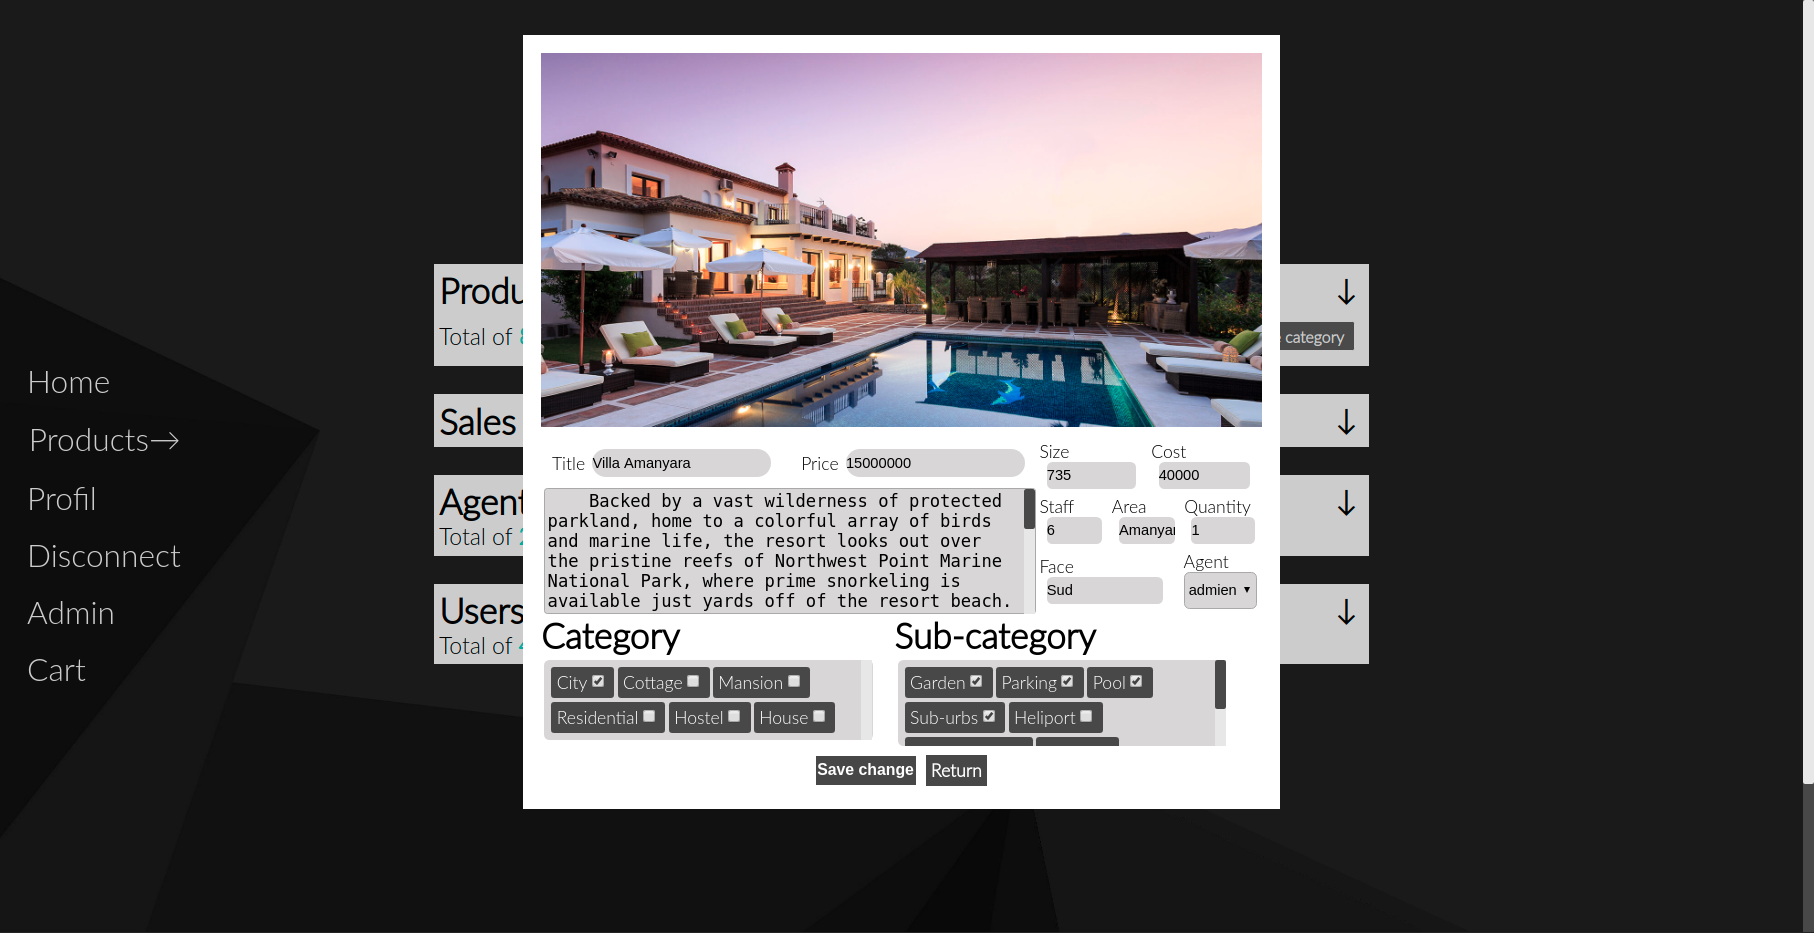 Home
Products→
Profil
Disconnect
Admin
Cart
Produ
Total of
category
Sales
Agent
Total of
Users
Total of
Title Villa Amanyara
Price 15000000
Size
735
Cost
40000
Staff
6
Area
Amanyar
Quantity
1
Face
Sud
Agent
admien
Backed by a vast wilderness of protected
parkland, home to a colorful array of birds
and marine life, the resort looks out over
the pristine reefs of Northwest Point Marine
National Park, where prime snorkeling is
available just yards off of the resort beach.
Category
City Cottage Mansion
Residential Hostel House
Sub-category
Garden Parking Pool
Sub-urbs Heliport
Save change Return